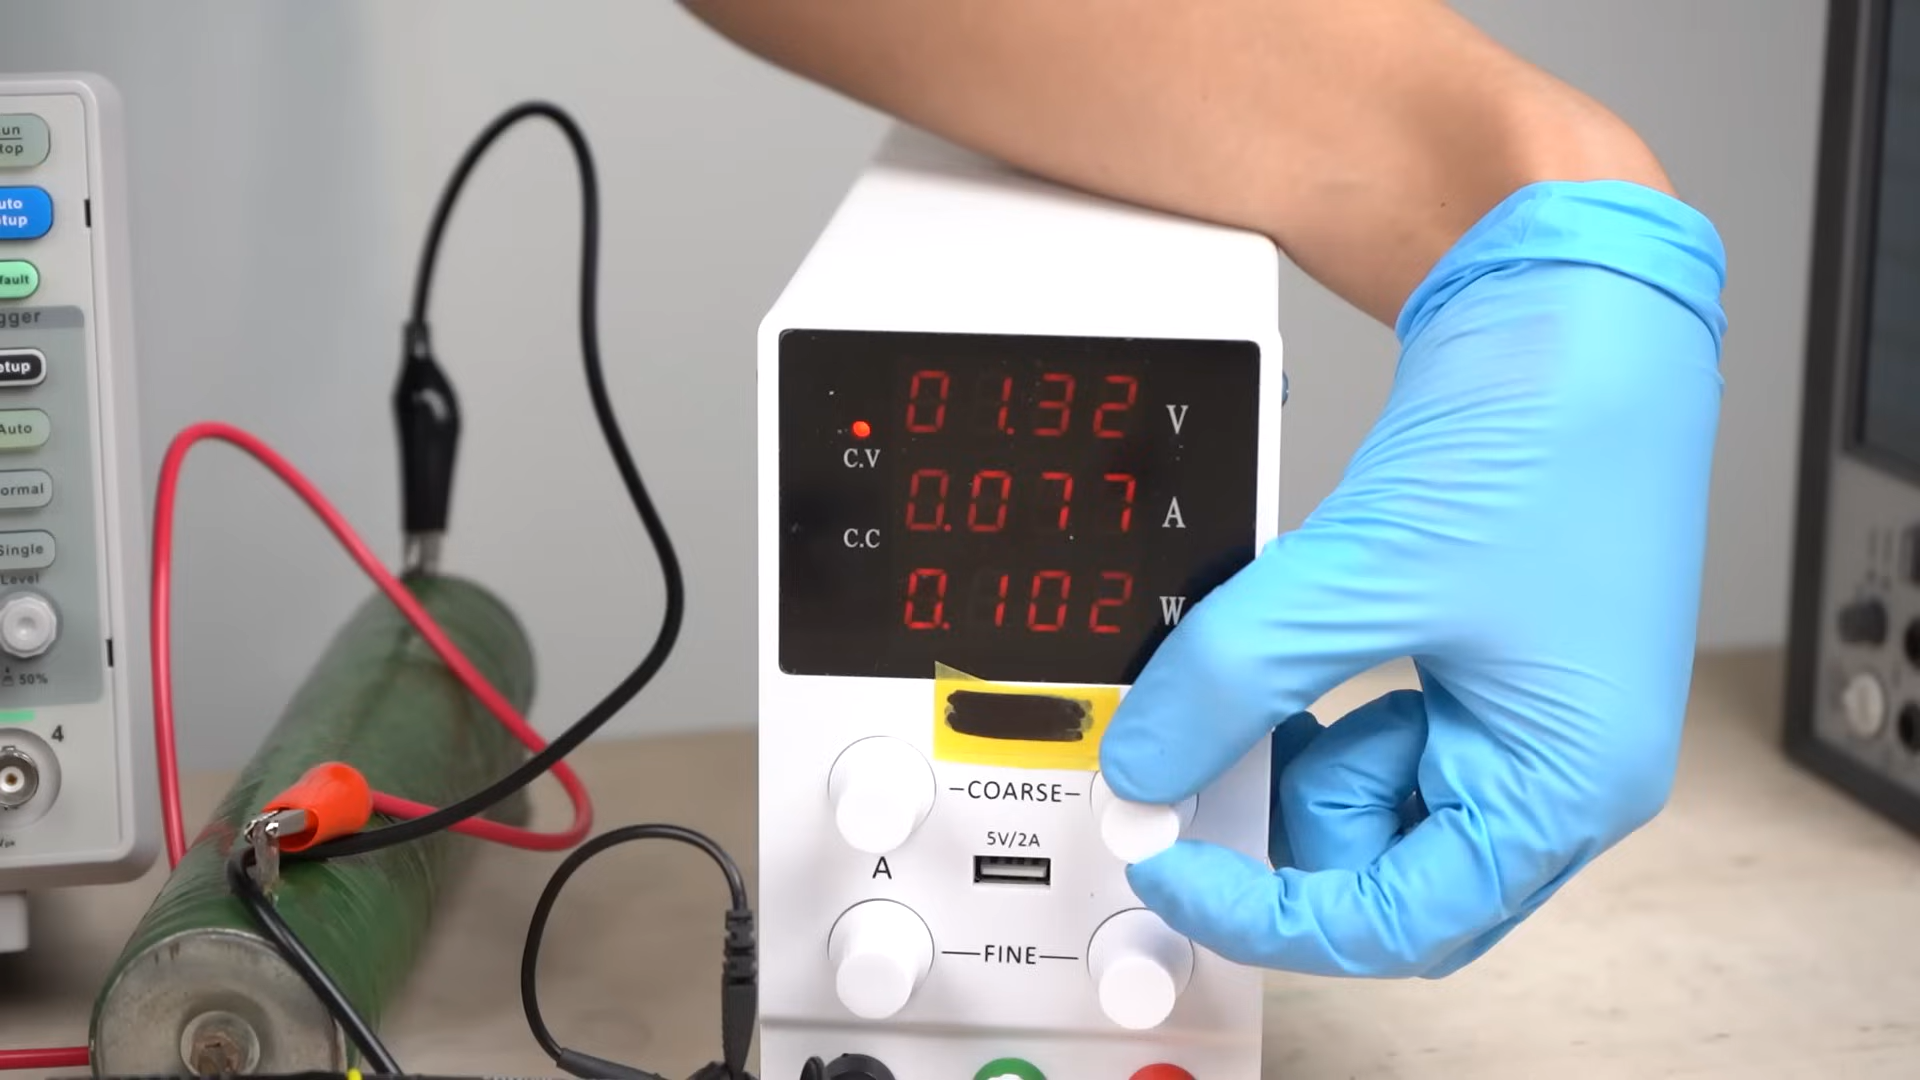 un
top
uto
tup
fault
gger
etup
Auto
ormal
Single
Level
50%
4
01.32 V
C.V
0.077 A
C.C
0.102 W
COARSE
5V/2A
A
FINE